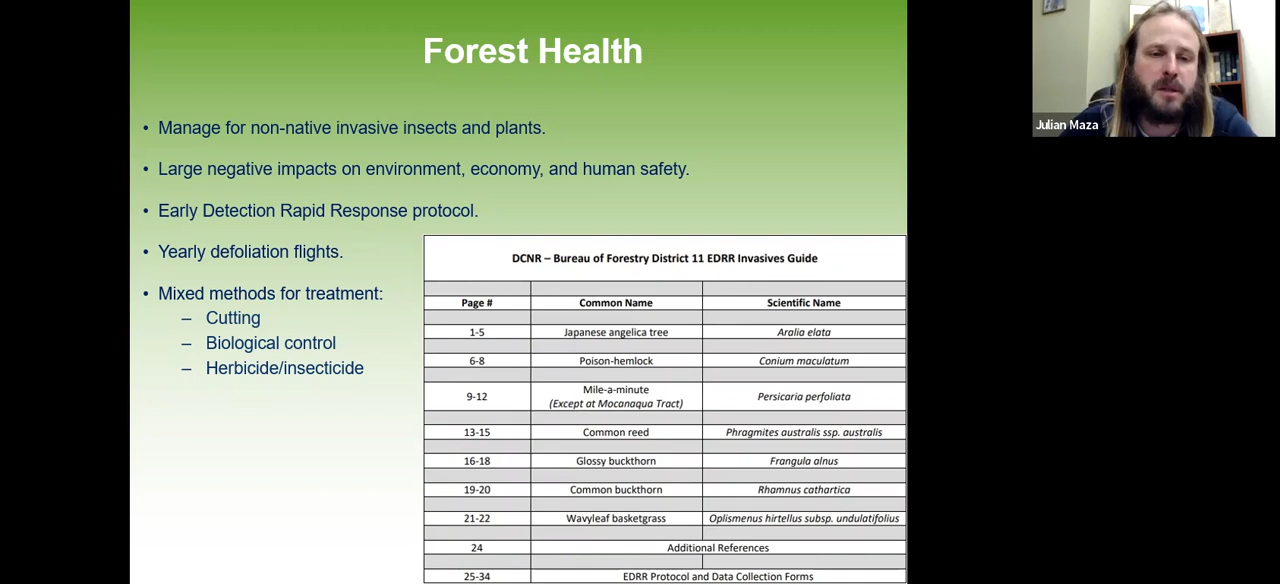 Forest Health
• Manage for non-native invasive insects and plants.
• Large negative impacts on environment, economy, and human safety.
• Early Detection Rapid Response protocol.
• Yearly defoliation flights.
• Mixed methods for treatment:
– Cutting
– Biological control
– Herbicide/insecticide
DCNR – Bureau of Forestry District 11 EDRR Invasives Guide
Page # Common Name Scientific Name
1-5 Japanese angelica tree Aralia elata
6-8 Poison-hemlock Conium maculatum
9-12 Mile-a-minute Persicaria perfoliata
(Except at Mocanaqua Tract)
13-15 Common reed Phragmites australis ssp. australis
16-18 Glossy buckthorn Frangula alnus
19-20 Common buckthorn Rhamnus cathartica
21-22 Wavyleaf basketgrass Oplismenus hirtellus subsp. undulatifolius
24 Additional References
25-34 EDRR Protocol and Data Collection Forms
Julian Maza